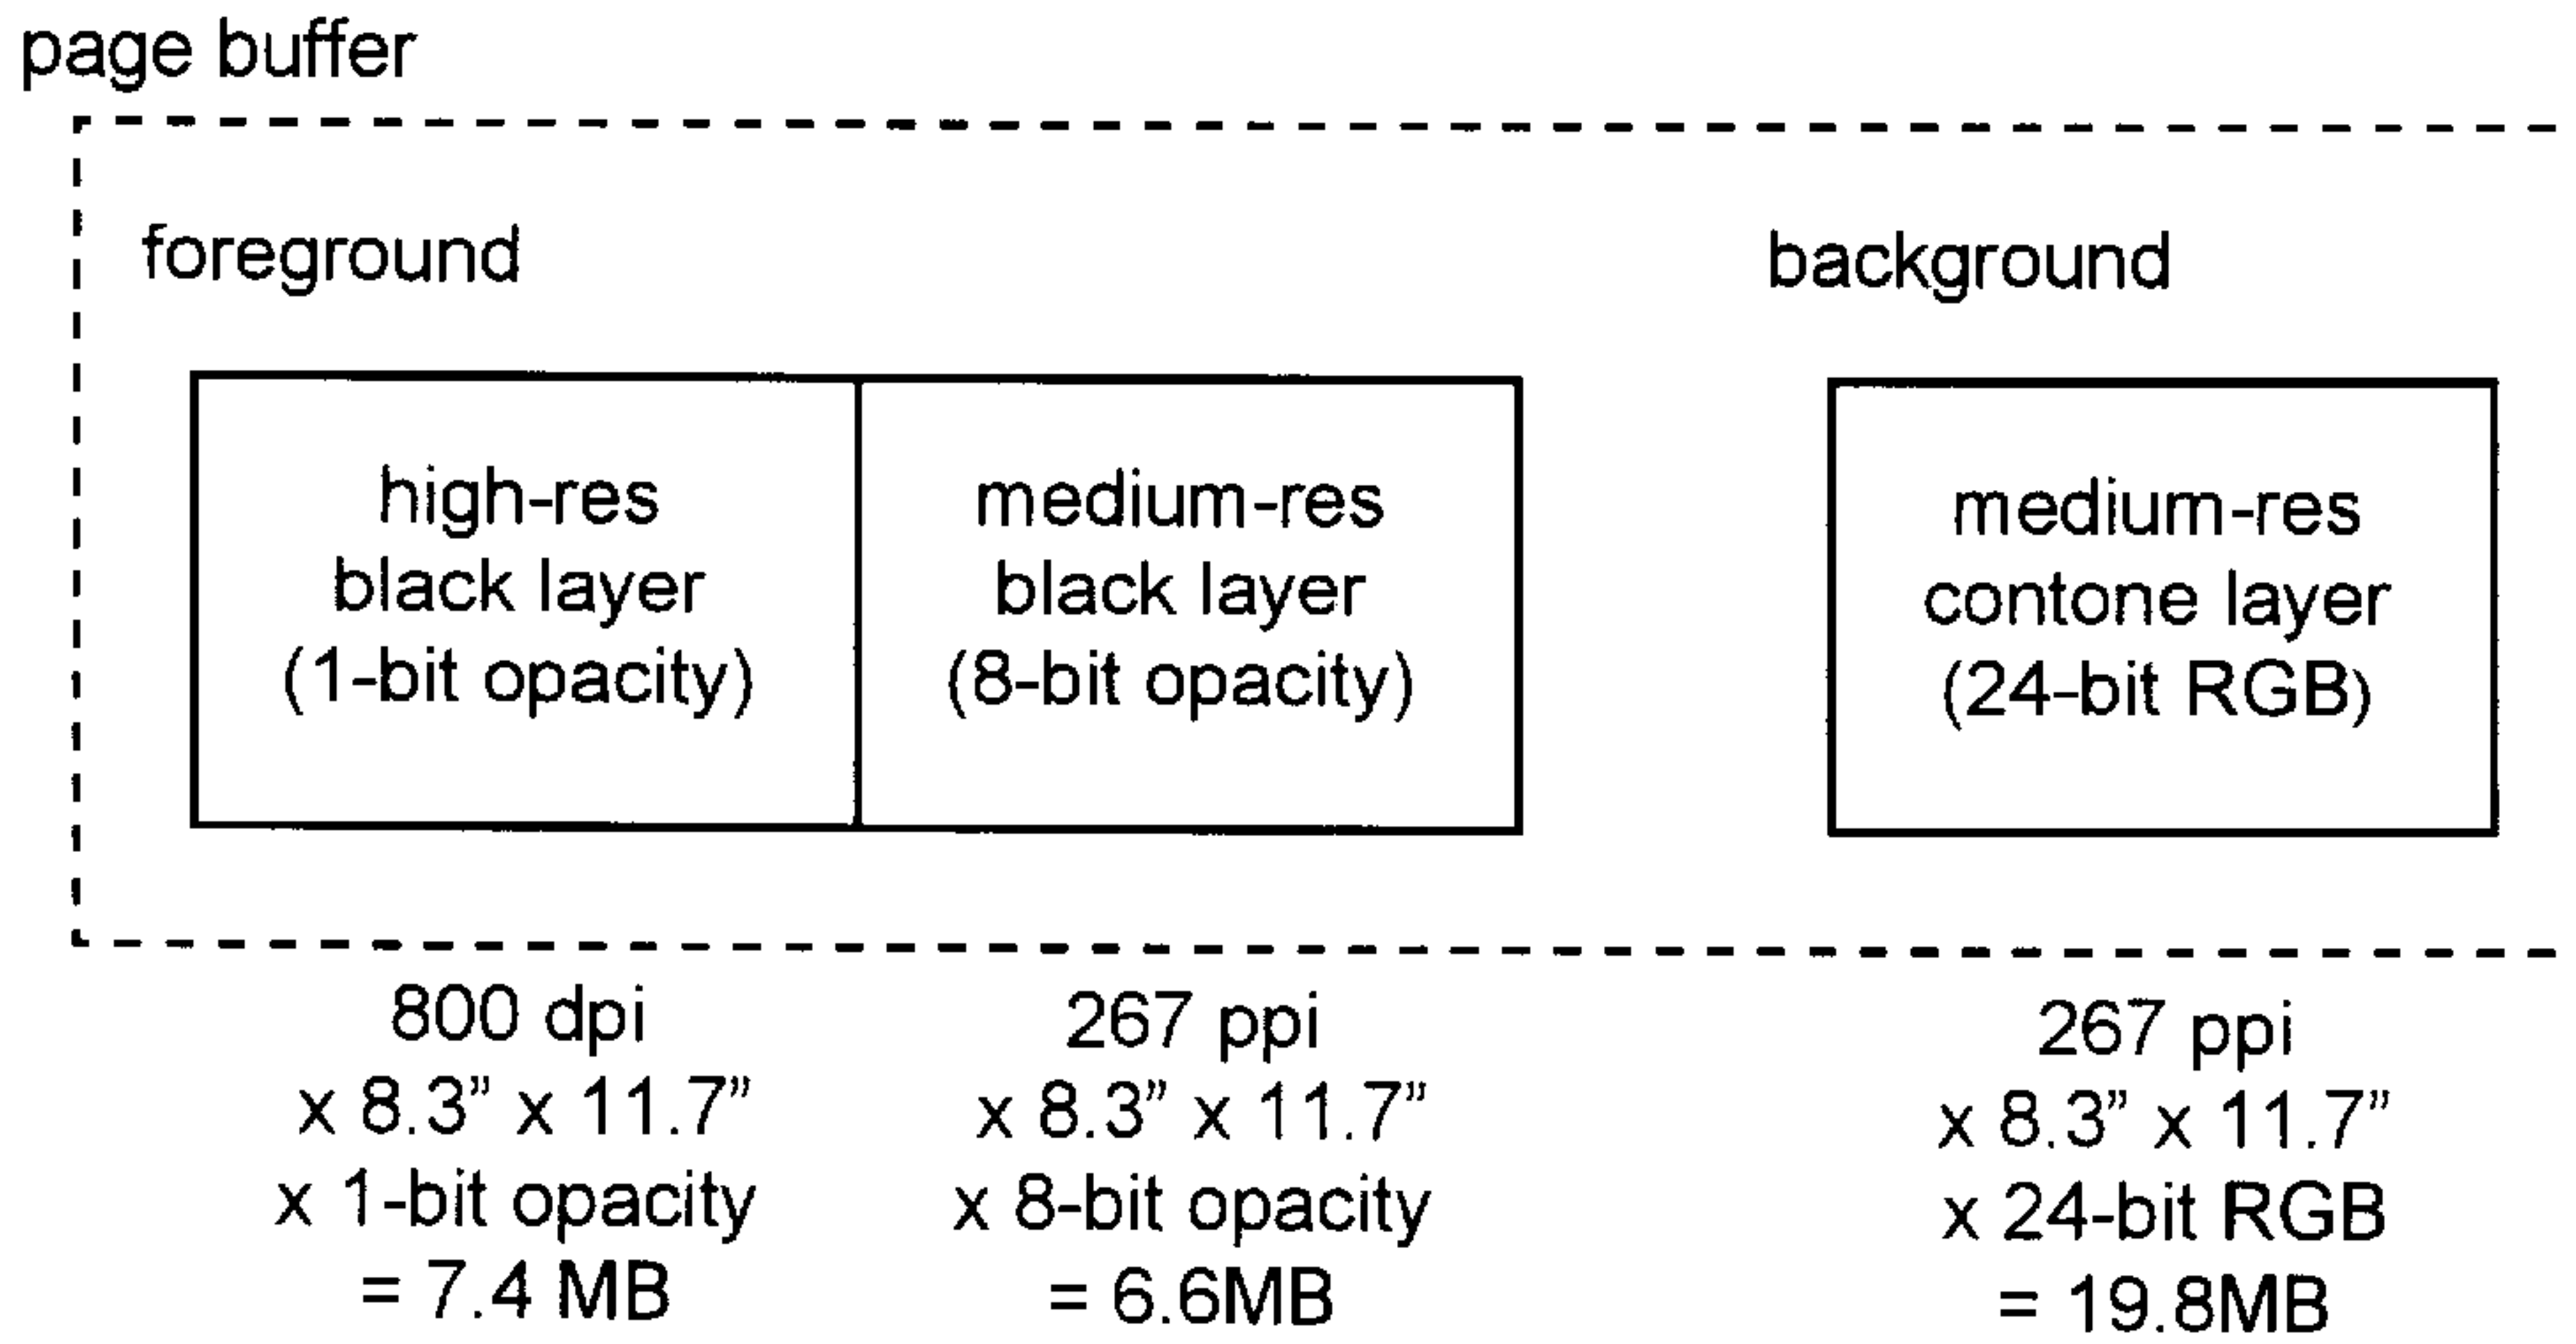 page buffer
foreground
background
high-res
black layer
(1-bit opacity)
medium-res
black layer
(8-bit opacity)
medium-res
contone layer
(24-bit RGB)
800 dpi
x 8.3” x 11.7”
x 1-bit opacity
= 7.4 MB
267 ppi
x 8.3” x 11.7”
x 8-bit opacity
= 6.6MB
267 ppi
x 8.3” x 11.7”
x 24-bit RGB
= 19.8MB